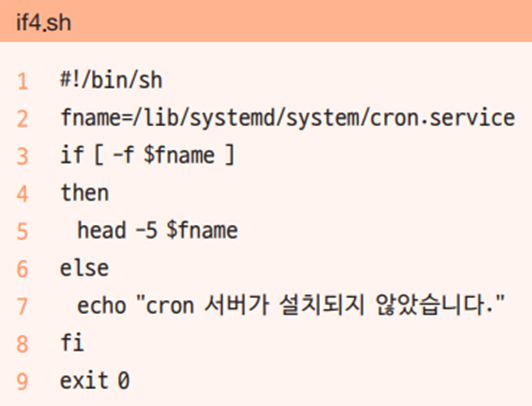 if4.sh
1 #!/bin/sh
2 fname=/lib/systemd/system/cron.service
3 if [ -f $fname ]
4 then
5 head -5 $fname
6 else
7 echo "cron 서버가 설치되지 않았습니다."
8 fi
9 exit 0